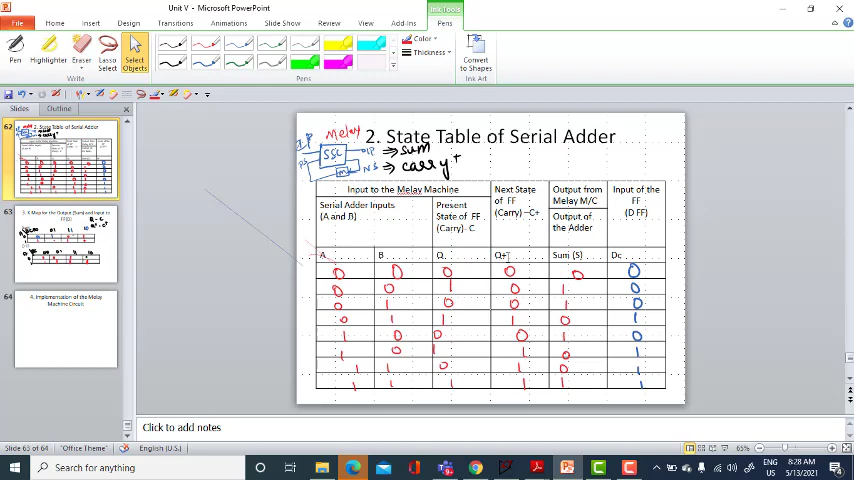 Unit V - Microsoft PowerPoint
Ink Tools
File Home Insert Design Transitions Animations Slide Show Review View Add-Ins Pens
Pen Highlighter Eraser Lasso Select Select Objects
Color
Thickness
Convert to Shapes
Write Pens Ink Art
Slides Outline
62
2. State Table of Serial Adder
63
3. K Map for the Output (Sum) and Input to FF(D)
64
4. Implementation of the Melay Machine Circuit
Melay
2. State Table of Serial Adder
I/P SSC O/P ⇒ Sum
PS NS ⇒ carry+
Input to the Melay Machine
Serial Adder Inputs (A and B)
Present State of FF (Carry)- C
Next State of FF (Carry) –C+
Output from Melay M/C
Output of the Adder
Input of the FF (D FF)
A B Q Q+ Sum (S) Dc
0 0 0 0 0 0
0 0 1 0 1 0
0 1 0 0 1 0
0 1 1 1 0 1
1 0 0 0 1 0
1 0 1 1 0 1
1 1 0 1 0 1
1 1 1 1 1 1
Click to add notes
Slide 63 of 64 "Office Theme" English (U.S.) 65%
Type here to search
ENG US
8:28 AM
5/13/2021
4